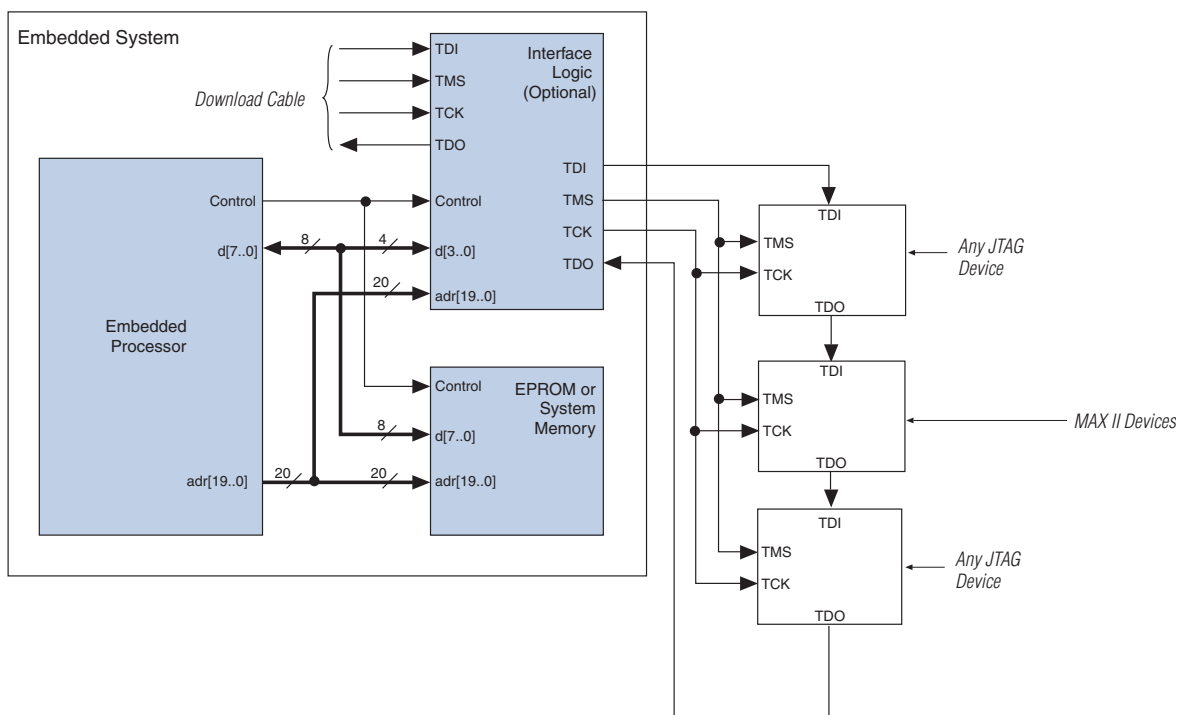 Embedded System
Download Cable
TDI
TMS
TCK
TDO
Interface
Logic
(Optional)
TDI
TMS
TCK
TDO
Control
d[3..0]
adr[19..0]
Control
d[7..0]
Embedded
Processor
adr[19..0]
8
4
20
8
20
20
Control
d[7..0]
adr[19..0]
EPROM or
System
Memory
TDI
TMS
TCK
TDO
Any JTAG
Device
TDI
TMS
TCK
TDO
MAX II Devices
TDI
TMS
TCK
TDO
Any JTAG
Device